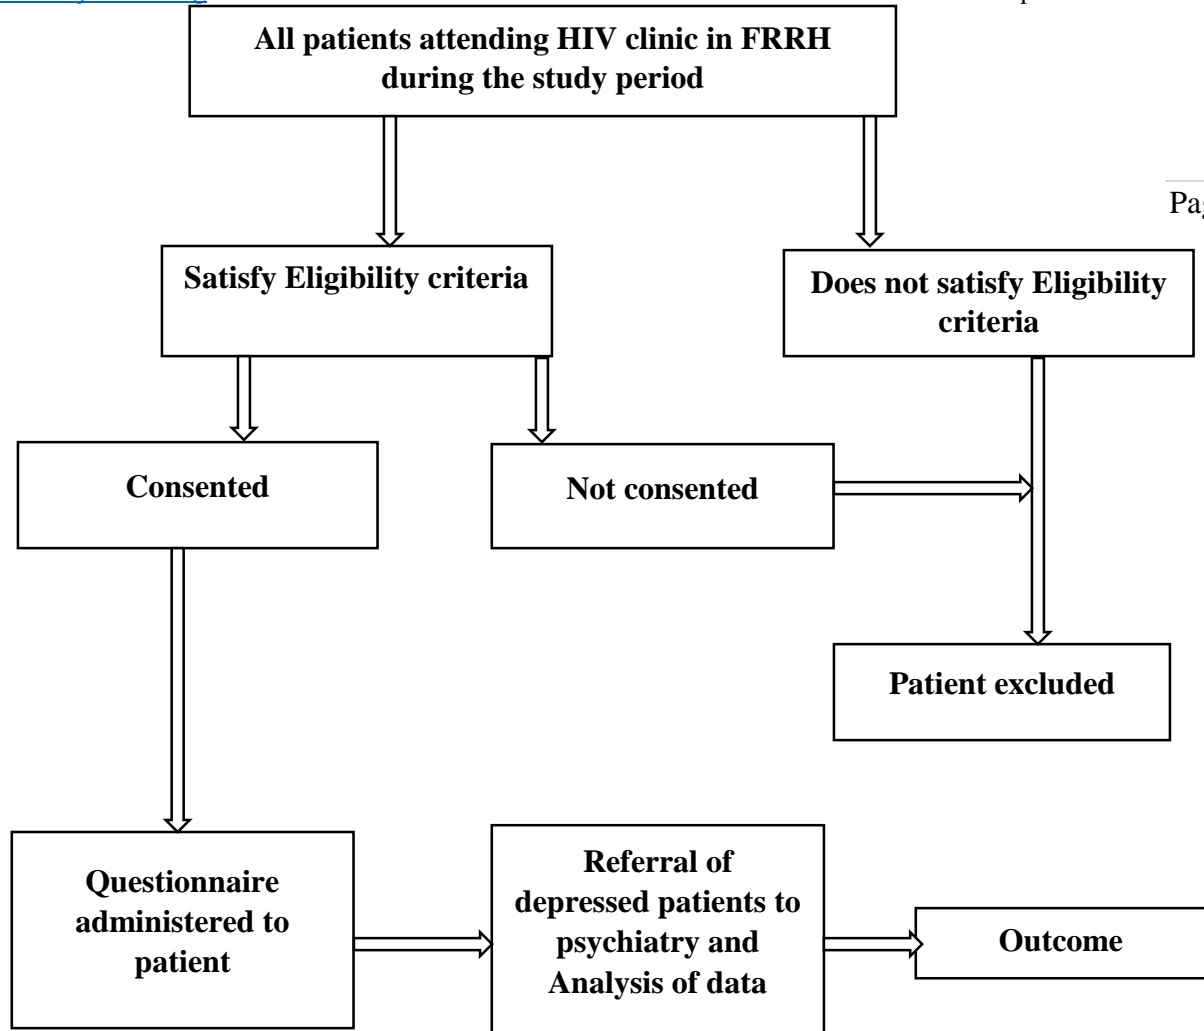 All patients attending HIV clinic in FRRH
during the study period
Satisfy Eligibility criteria
Does not satisfy Eligibility
criteria
Consented
Not consented
Patient excluded
Questionnaire
administered to
patient
Referral of
depressed patients to
psychiatry and
Analysis of data
Outcome